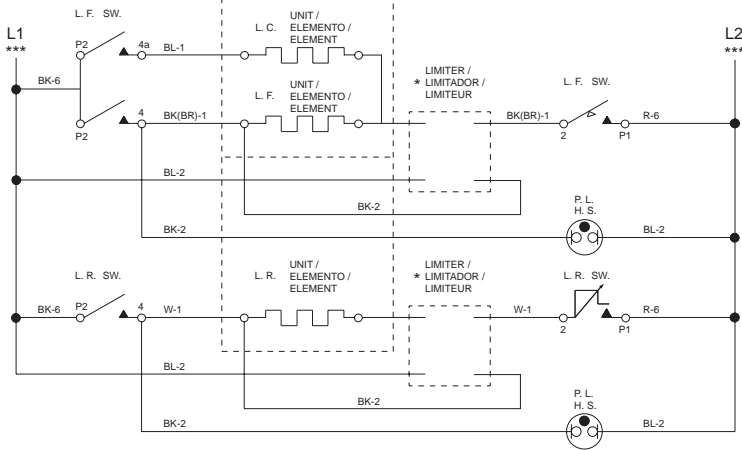 L. F. SW.
L1
***
P2
4a
BL-1
L. C.
UNIT /
ELEMENTO /
ELEMENT
L2
***
BK-6
P2
4
BK(BR)-1
L. F.
UNIT /
ELEMENTO /
ELEMENT
LIMITER /
* LIMITADOR /
LIMITEUR
BK(BR)-1
L. F. SW.
2
P1
R-6
BL-2
BK-2
BK-2
P. L.
H. S.
BL-2
L. R. SW.
BK-6
P2
4
W-1
L. R.
UNIT /
ELEMENTO /
ELEMENT
LIMITER /
* LIMITADOR /
LIMITEUR
W-1
L. R. SW.
2
P1
R-6
BL-2
BK-2
BK-2
P. L.
H. S.
BL-2